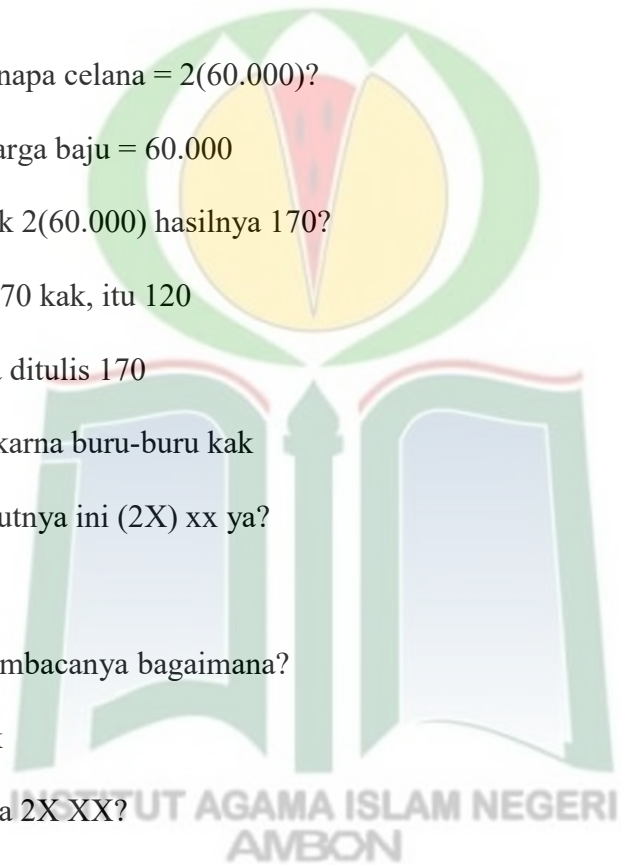 napa celana = 2(60.000)?
arga baju = 60.000
k 2(60.000) hasilnya 170?
70 kak, itu 120
ditulis 170
karna buru-buru kak
utnya ini (2X) xx ya?
mbacanya bagaimana?
a 2X XX?
INSTITUT AGAMA ISLAM NEGERI
AMBON